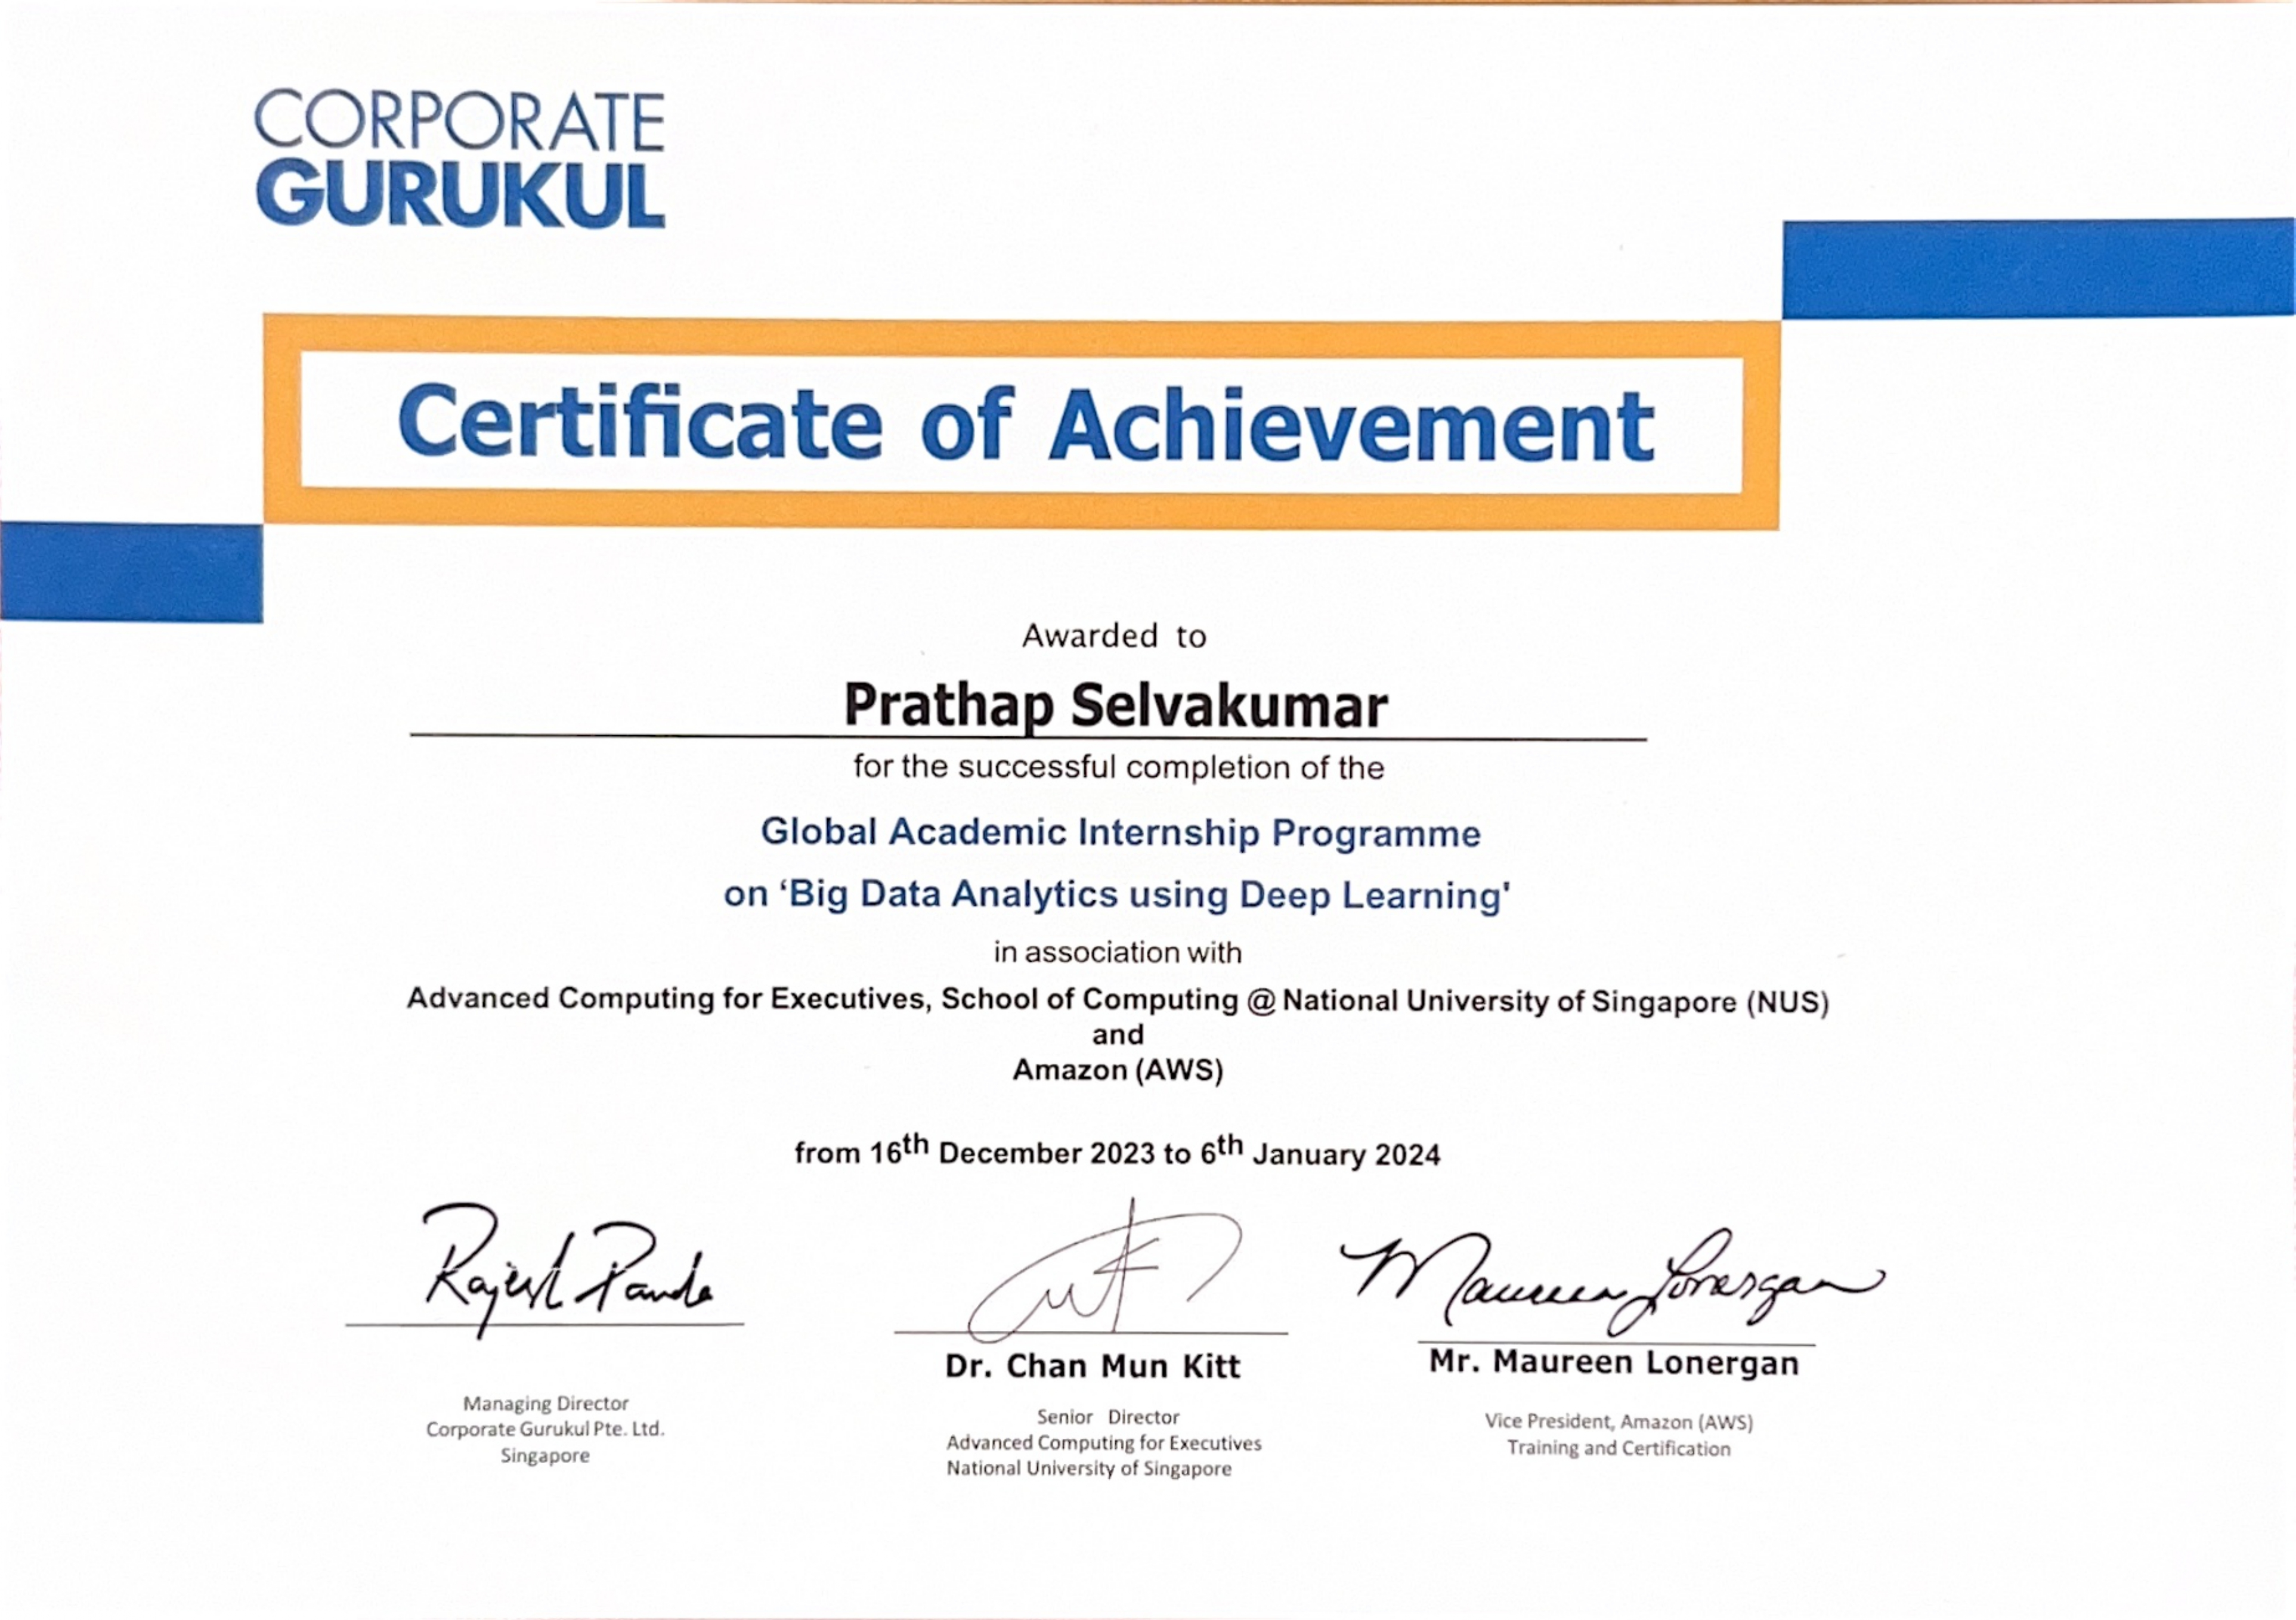 CORPORATE
GURUKUL
Certificate of Achievement
Awarded to
Prathap Selvakumar
for the successful completion of the
Global Academic Internship Programme
on ‘Big Data Analytics using Deep Learning'
in association with
Advanced Computing for Executives, School of Computing @ National University of Singapore (NUS)
and
Amazon (AWS)
from 16th December 2023 to 6th January 2024
Rajesh Panda
Maureen Lonergan
Dr. Chan Mun Kitt
Mr. Maureen Lonergan
Managing Director
Corporate Gurukul Pte. Ltd.
Singapore
Senior Director
Advanced Computing for Executives
National University of Singapore
Vice President, Amazon (AWS)
Training and Certification